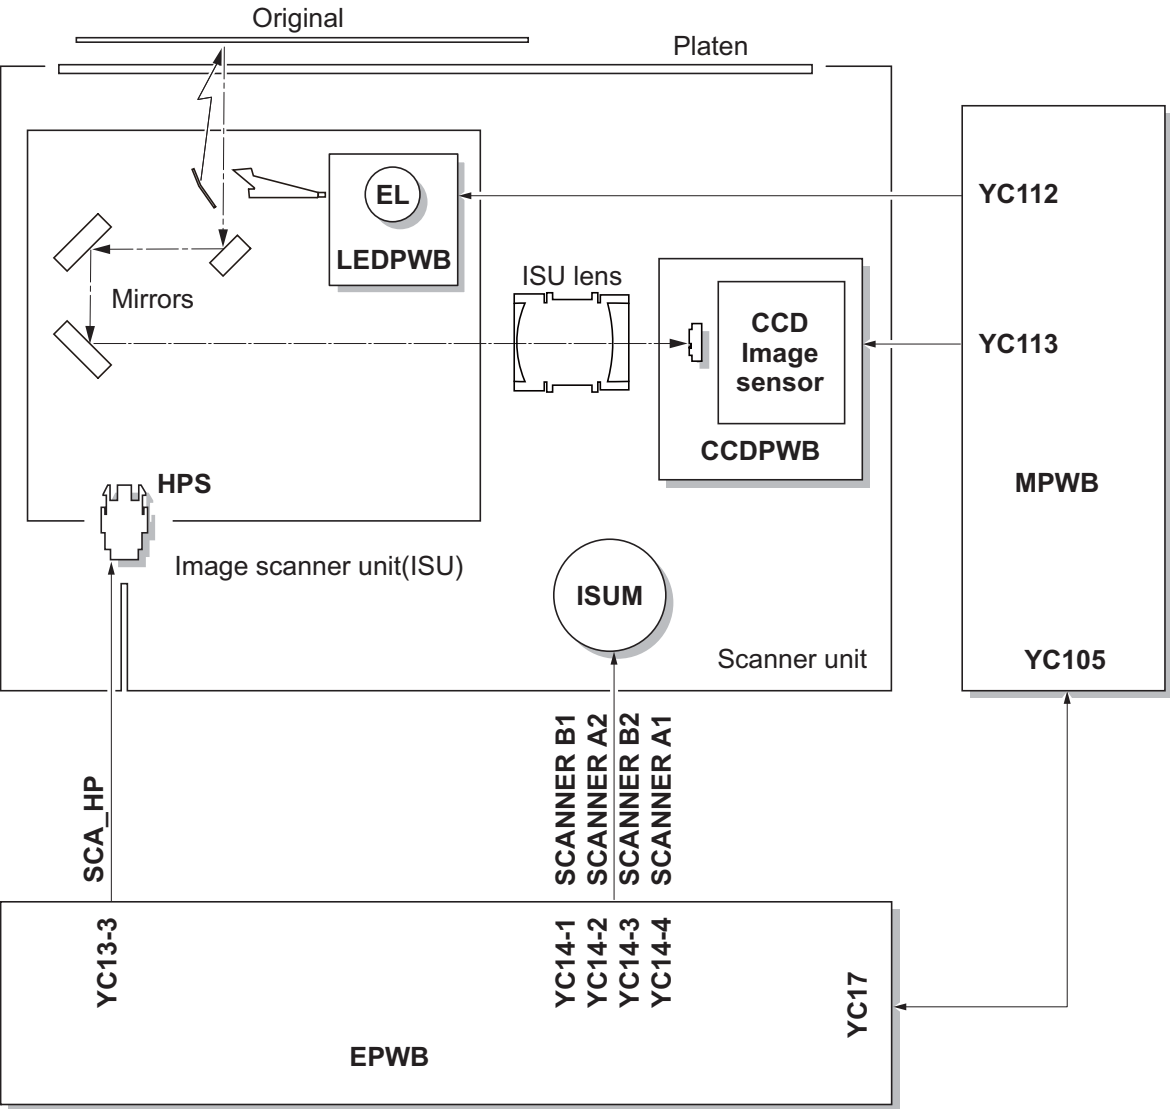 Original
Platen
EL
LEDPWB
YC112
ISU lens
Mirrors
CCD
Image
sensor
YC113
CCDPWB
HPS
MPWB
Image scanner unit(ISU)
ISUM
Scanner unit
YC105
SCA_HP
SCANNER B1
SCANNER A2
SCANNER B2
SCANNER A1
YC13-3
YC14-1
YC14-2
YC14-3
YC14-4
YC17
EPWB